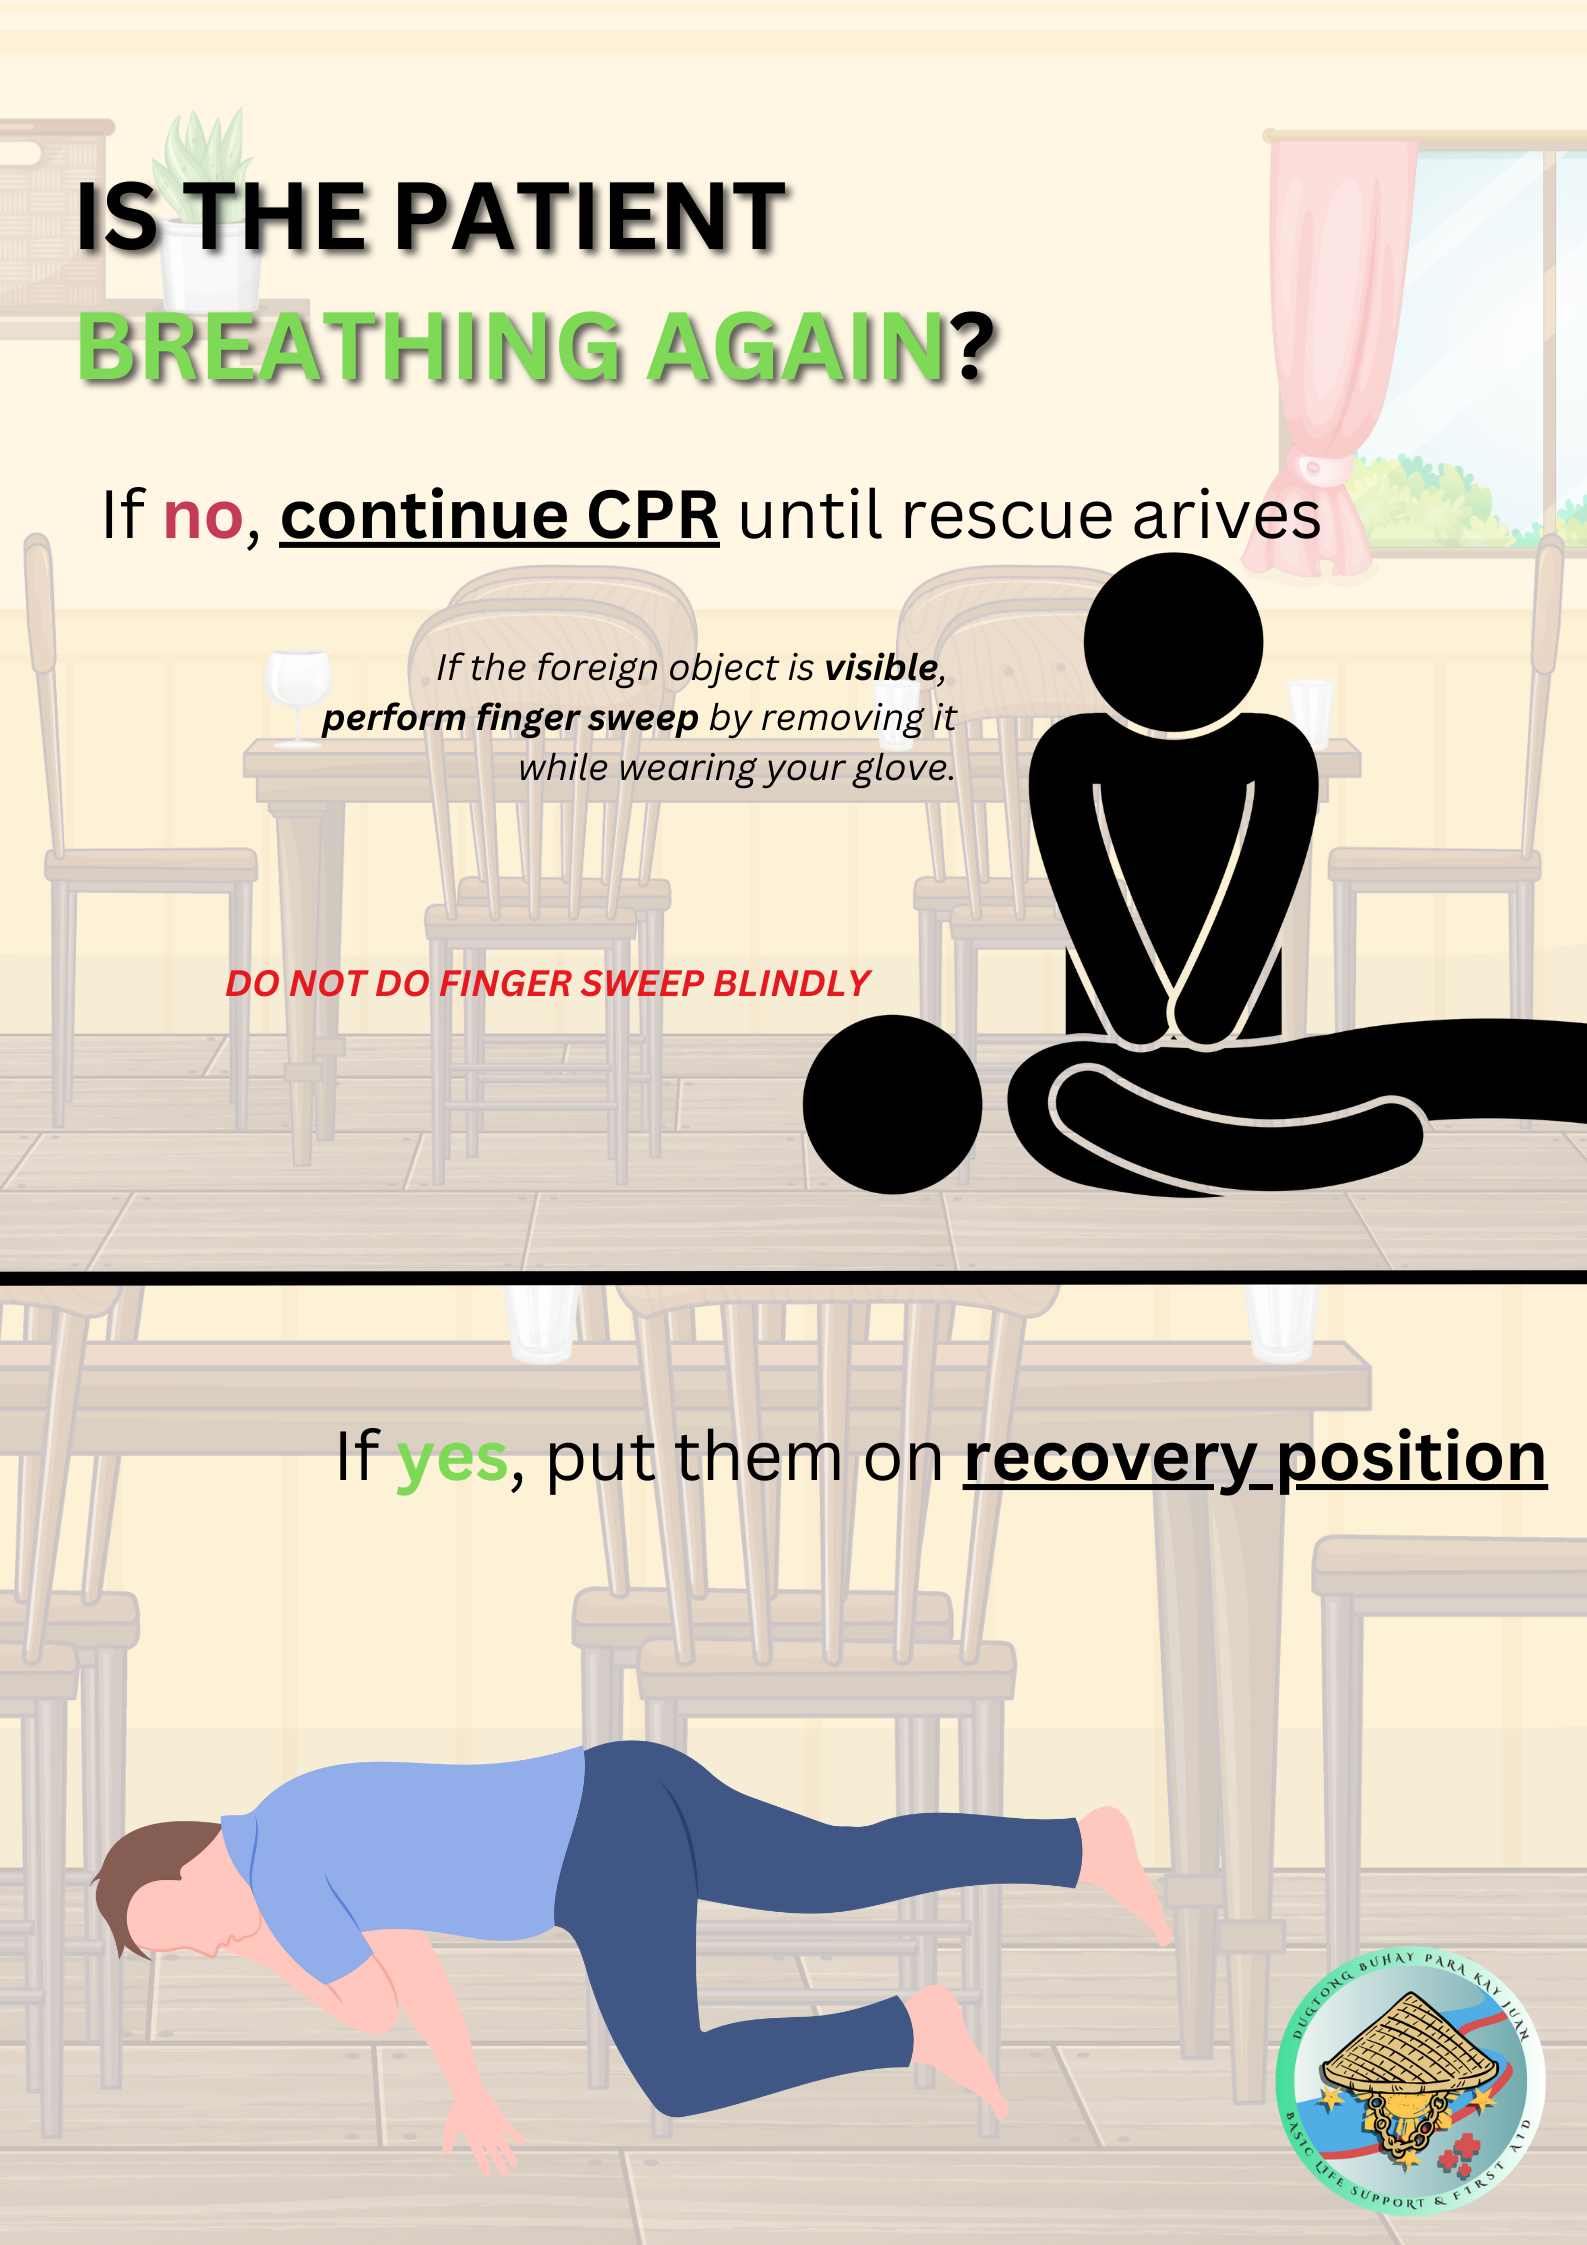 IS THE PATIENT
BREATHING AGAIN?
If no, continue CPR until rescue arives
If the foreign object is visible,
perform finger sweep by removing it
while wearing your glove.
DO NOT DO FINGER SWEEP BLINDLY
If yes, put them on recovery position
DUGTONG BUHAY PARA KAY JUAN
BASIC LIFE SUPPORT & FIRST AID